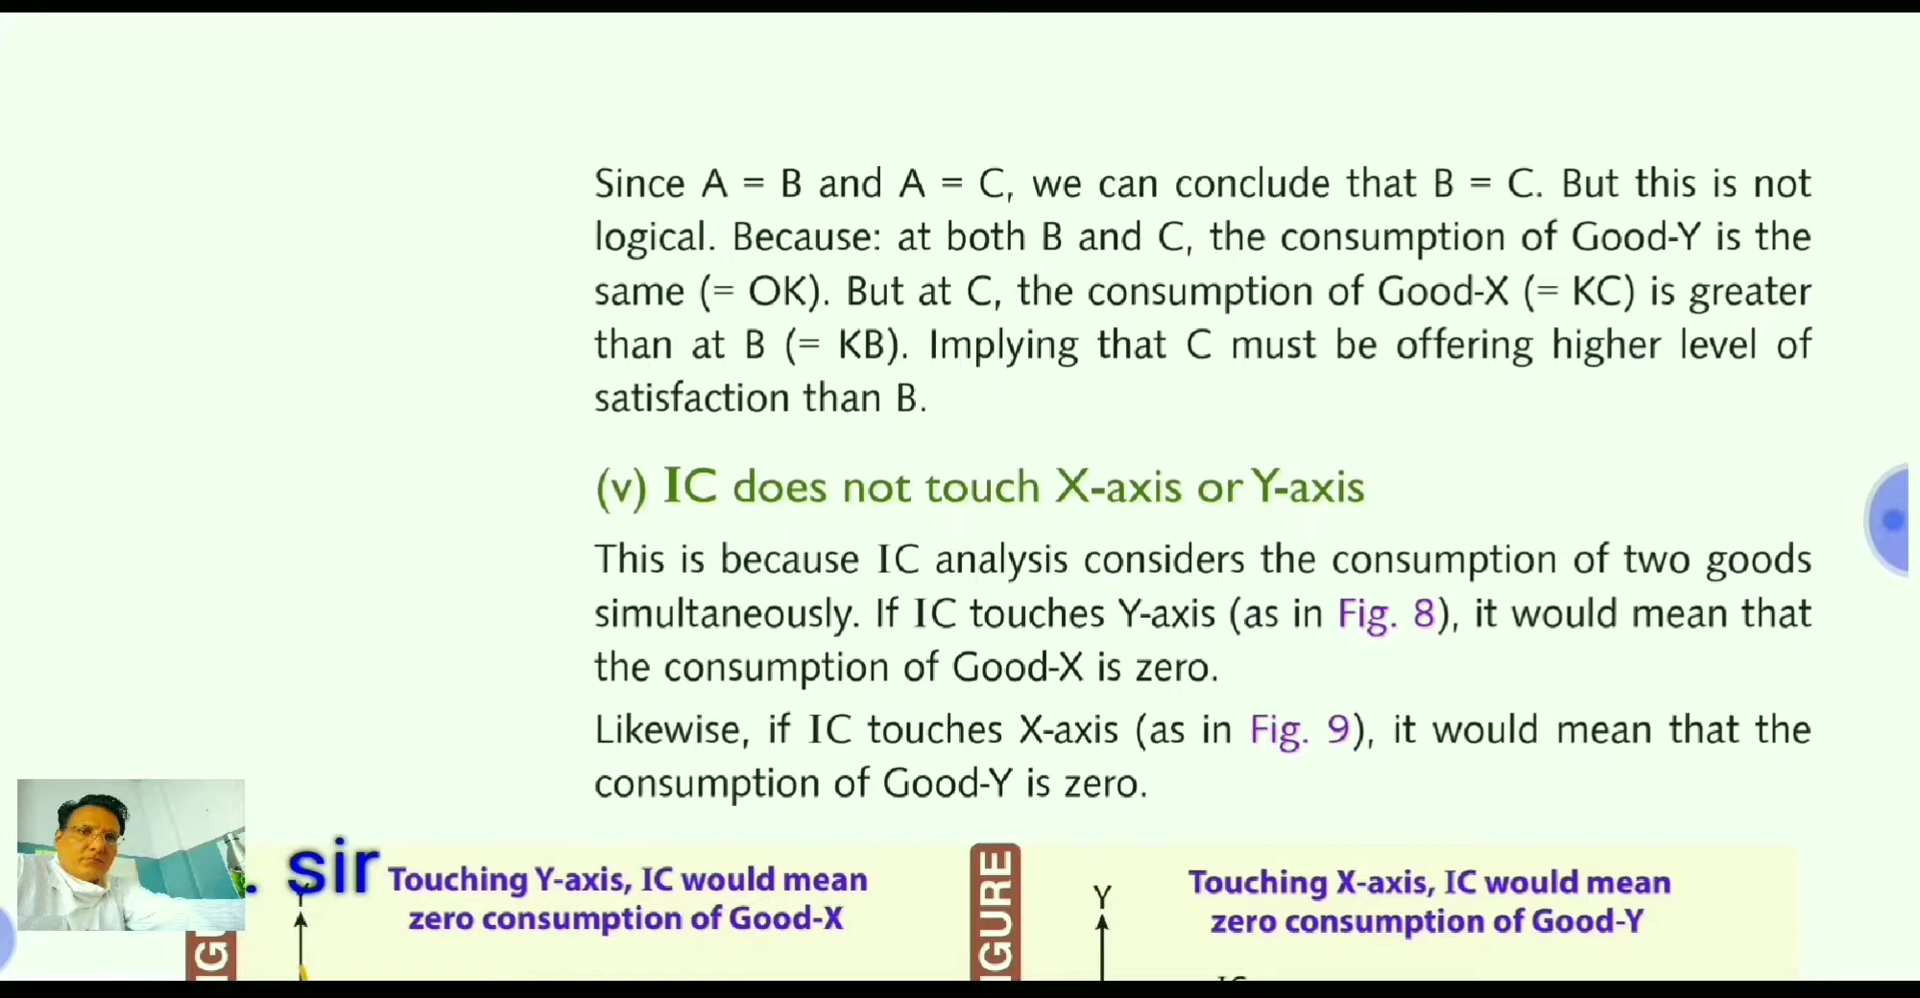 Since A = B and A = C, we can conclude that B = C. But this is not
logical. Because: at both B and C, the consumption of Good-Y is the
same (= OK). But at C, the consumption of Good-X (= KC) is greater
than at B (= KB). Implying that C must be offering higher level of
satisfaction than B.
(v) IC does not touch X-axis or Y-axis
This is because IC analysis considers the consumption of two goods
simultaneously. If IC touches Y-axis (as in Fig. 8), it would mean that
the consumption of Good-X is zero.
Likewise, if IC touches X-axis (as in Fig. 9), it would mean that the
consumption of Good-Y is zero.
. sir
Touching Y-axis, IC would mean
zero consumption of Good-X
Y
Touching X-axis, IC would mean
zero consumption of Good-Y